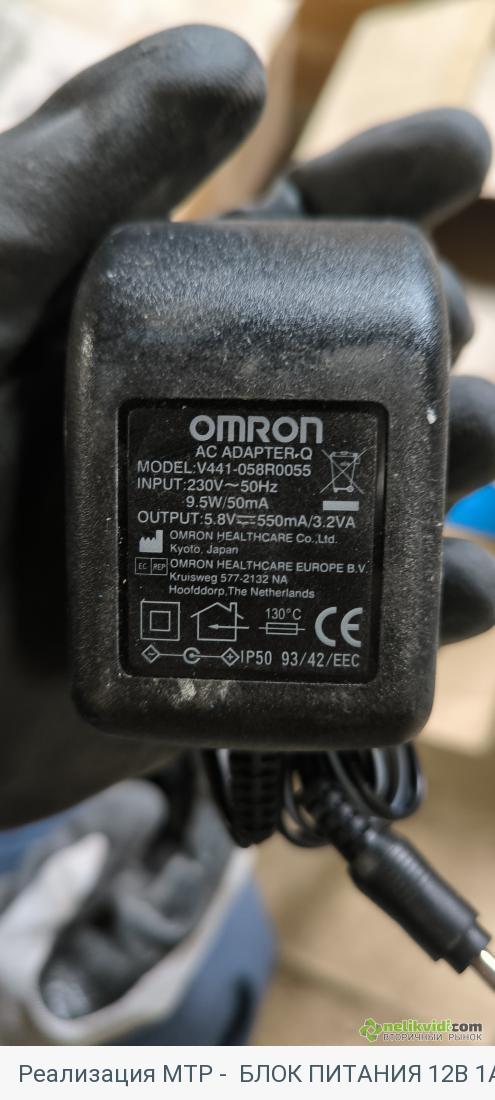 OMRON
AC ADAPTER-Q
MODEL:V441-058R0055
INPUT:230V~50Hz
9.5W/50mA
OUTPUT:5.8V⎓550mA/3.2VA
OMRON HEALTHCARE Co.,Ltd.
Kyoto, Japan
EC REP
OMRON HEALTHCARE EUROPE B.V.
Kruisweg 577-2132 NA
Hoofddorp,The Netherlands
130°C
CE
IP50 93/42/EEC
nelikvidi.com
ВТОРИЧНЫЙ РЫНОК
Реализация МТР - БЛОК ПИТАНИЯ 12В 1А